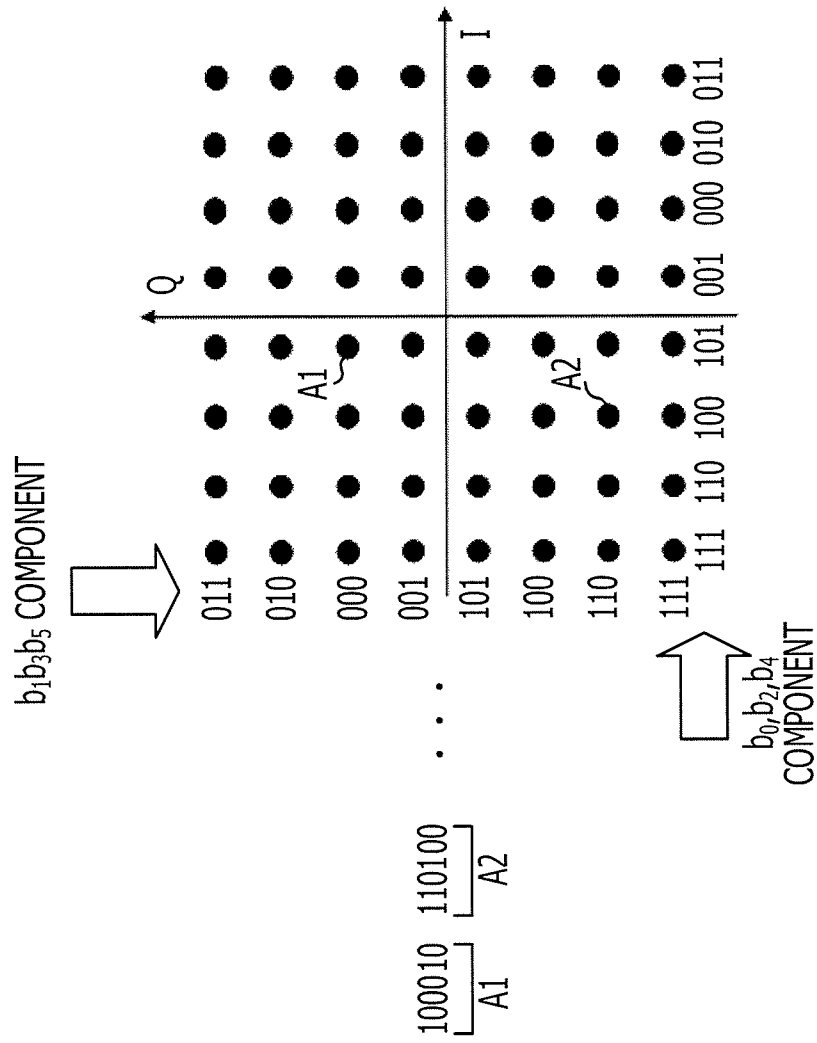 b₁b₃b₅ COMPONENT
Q
011
010
A1
000
100010 110100 ...
001
I
A1 A2
101
100
A2
110
111
111 110 100 101 001 000 010 011
b₀,b₂,b₄
COMPONENT